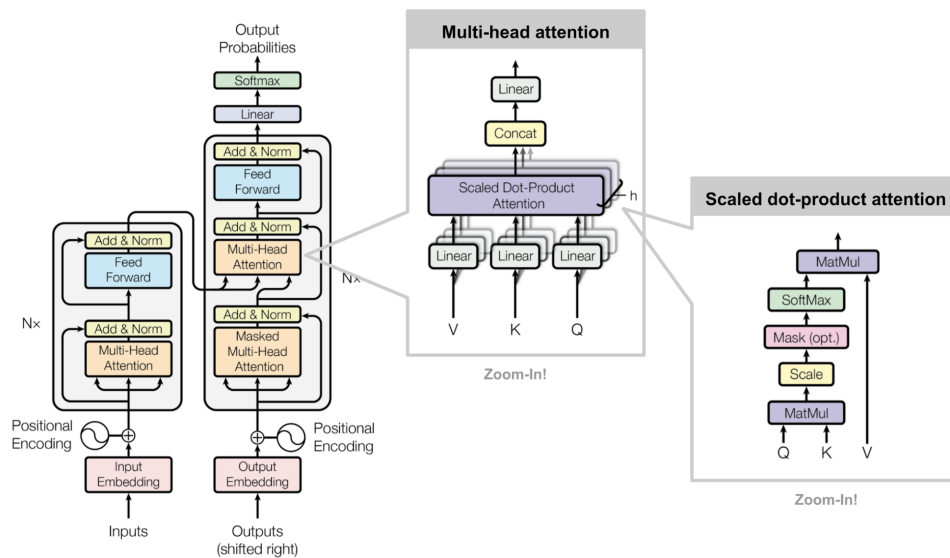 Output
Probabilities
Softmax
Linear
Add & Norm
Feed
Forward
Add & Norm
Multi-Head
Attention
Add & Norm
Masked
Multi-Head
Attention
N×
Add & Norm
Feed
Forward
Add & Norm
Multi-Head
Attention
N×
Positional
Encoding
Positional
Encoding
Input
Embedding
Output
Embedding
Inputs
Outputs
(shifted right)
Multi-head attention
Linear
Concat
Scaled Dot-Product
Attention
h
Linear
Linear
Linear
V
K
Q
Zoom-In!
Scaled dot-product attention
MatMul
SoftMax
Mask (opt.)
Scale
MatMul
Q
K
V
Zoom-In!